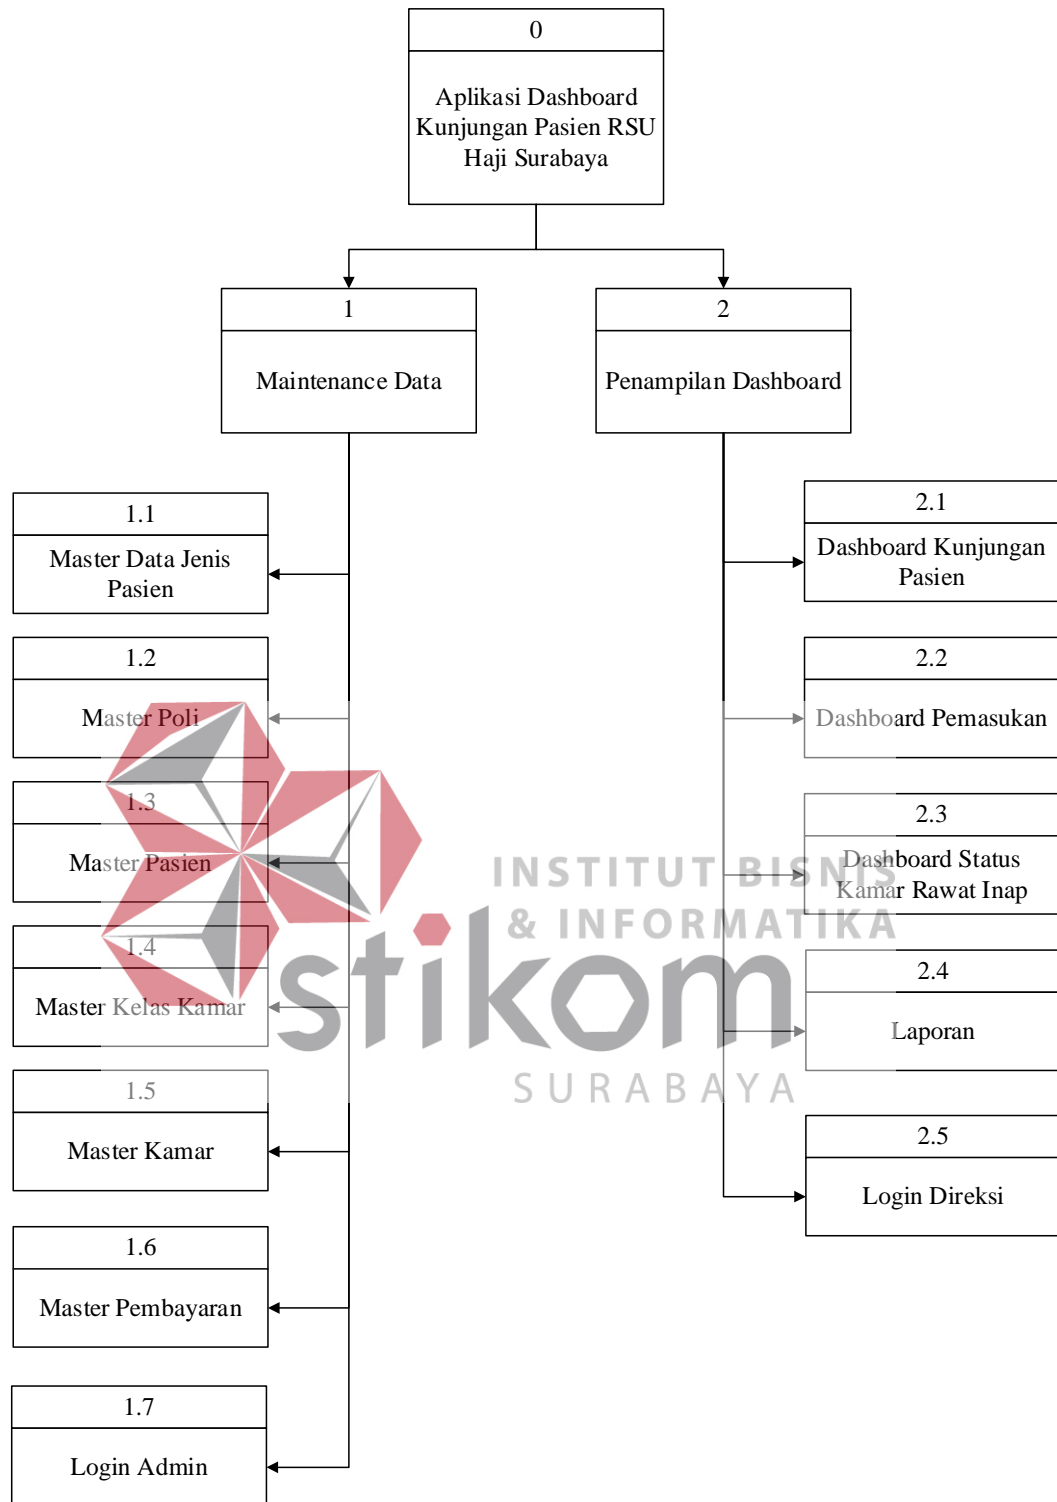 0
Aplikasi Dashboard
Kunjungan Pasien RSU
Haji Surabaya
1
Maintenance Data
2
Penampilan Dashboard
1.1
Master Data Jenis
Pasien
1.2
Master Poli
1.3
Master Pasien
1.4
Master Kelas Kamar
1.5
Master Kamar
1.6
Master Pembayaran
1.7
Login Admin
2.1
Dashboard Kunjungan
Pasien
2.2
Dashboard Pemasukan
2.3
Dashboard Status
Kamar Rawat Inap
2.4
Laporan
2.5
Login Direksi
INSTITUT BISNIS
& INFORMATIKA
stikom
SURABAYA